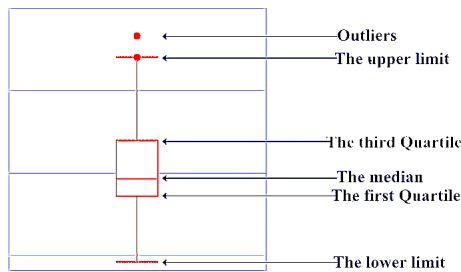 Outliers
The upper limit
The third Quartile
The median
The first Quartile
The lower limit